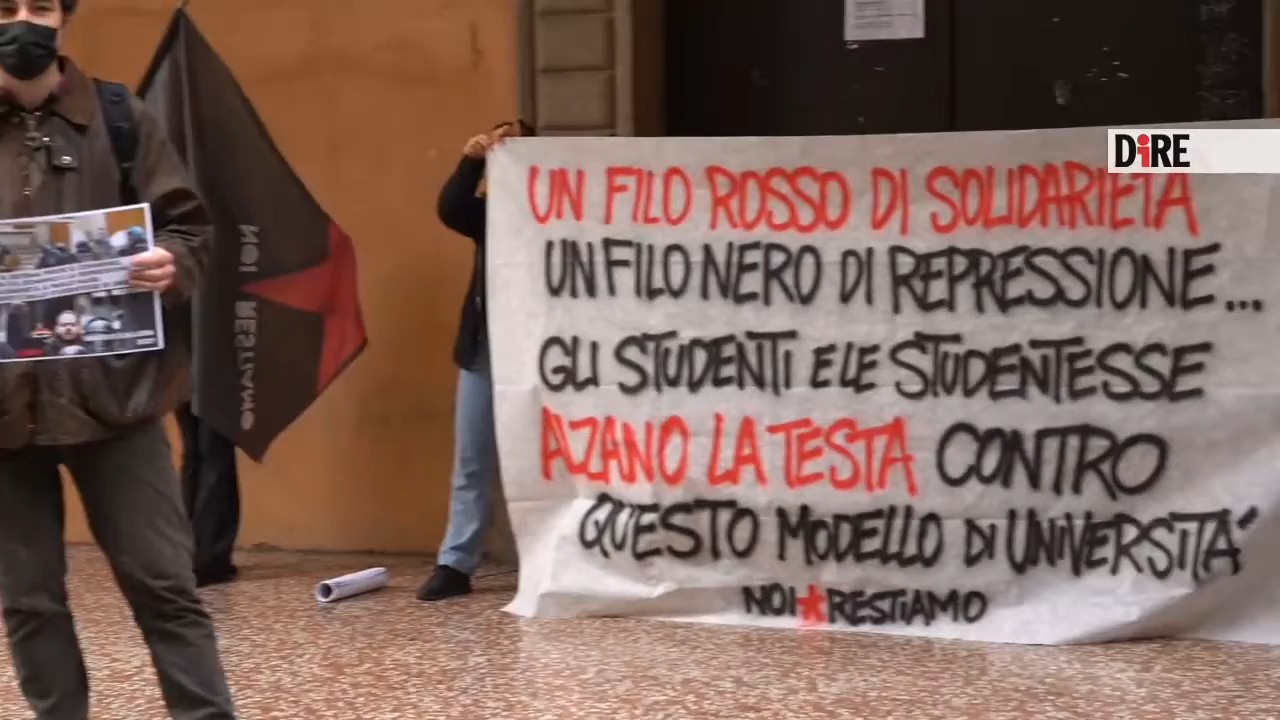 DiRE
UN FILO ROSSO DI SOLIDARIETÀ
UN FILO NERO DI REPRESSIONE...
GLI STUDENTI E LE STUDENTESSE
ALZANO LA TESTA CONTRO
QUESTO MODELLO DI UNIVERSITA'
NOI*RESTIAMO
NOI RESTIAMO